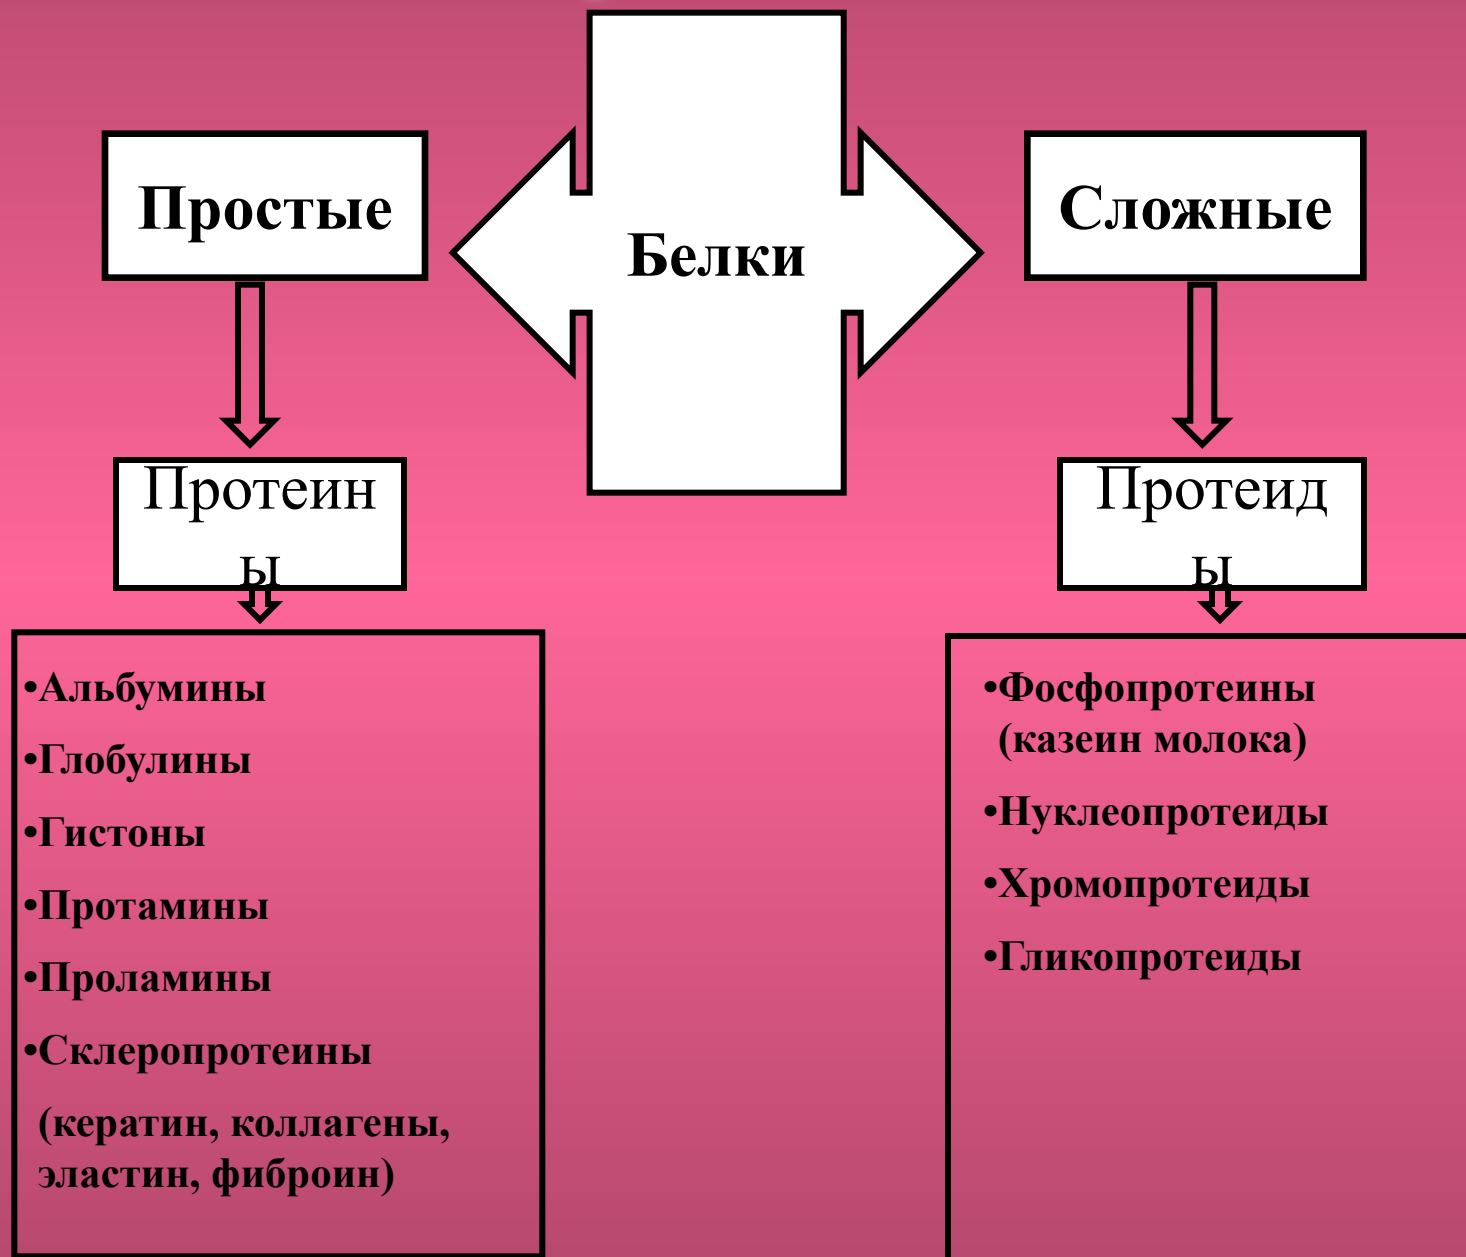 Белки
Простые
Протеин
ы
•Альбумины
•Глобулины
•Гистоны
•Протамины
•Проламины
•Склеропротеины
(кератин, коллагены,
эластин, фиброин)
Сложные
Протеид
ы
•Фосфопротеины
(казеин молока)
•Нуклеопротеиды
•Хромопротеиды
•Гликопротеиды